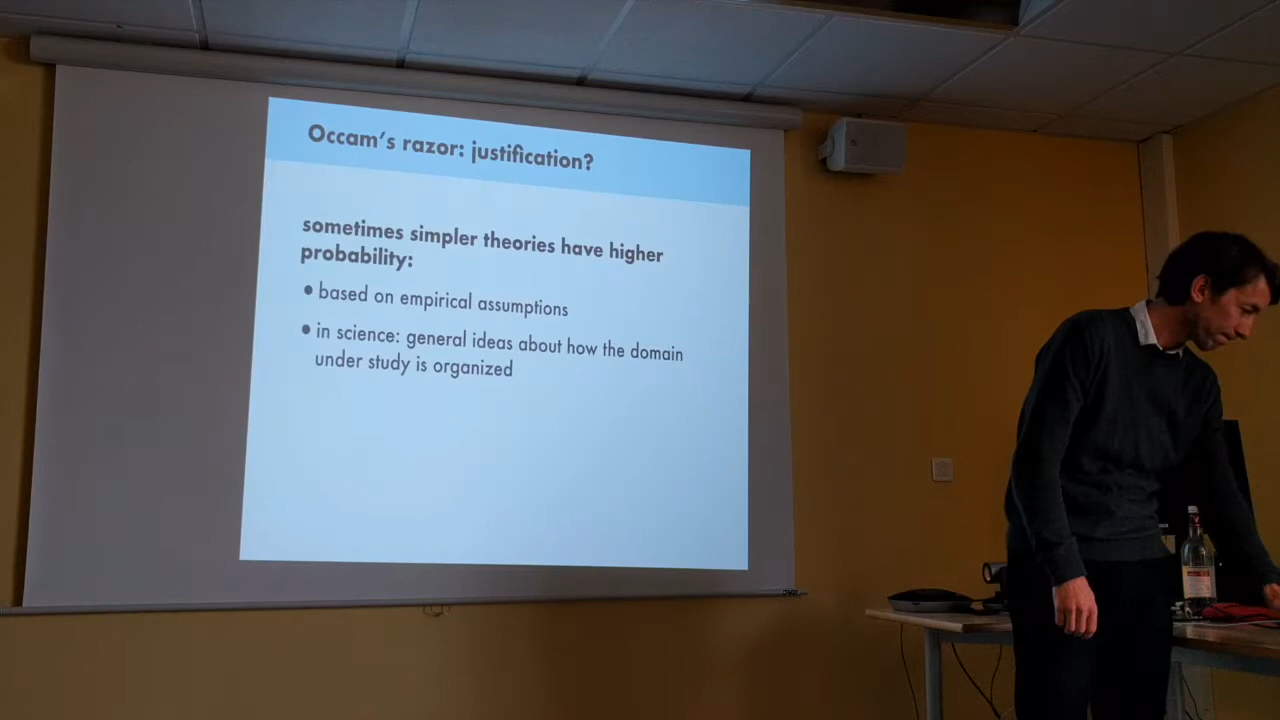 Occam's razor: justification?
sometimes simpler theories have higher
probability:
• based on empirical assumptions
• in science: general ideas about how the domain
under study is organized